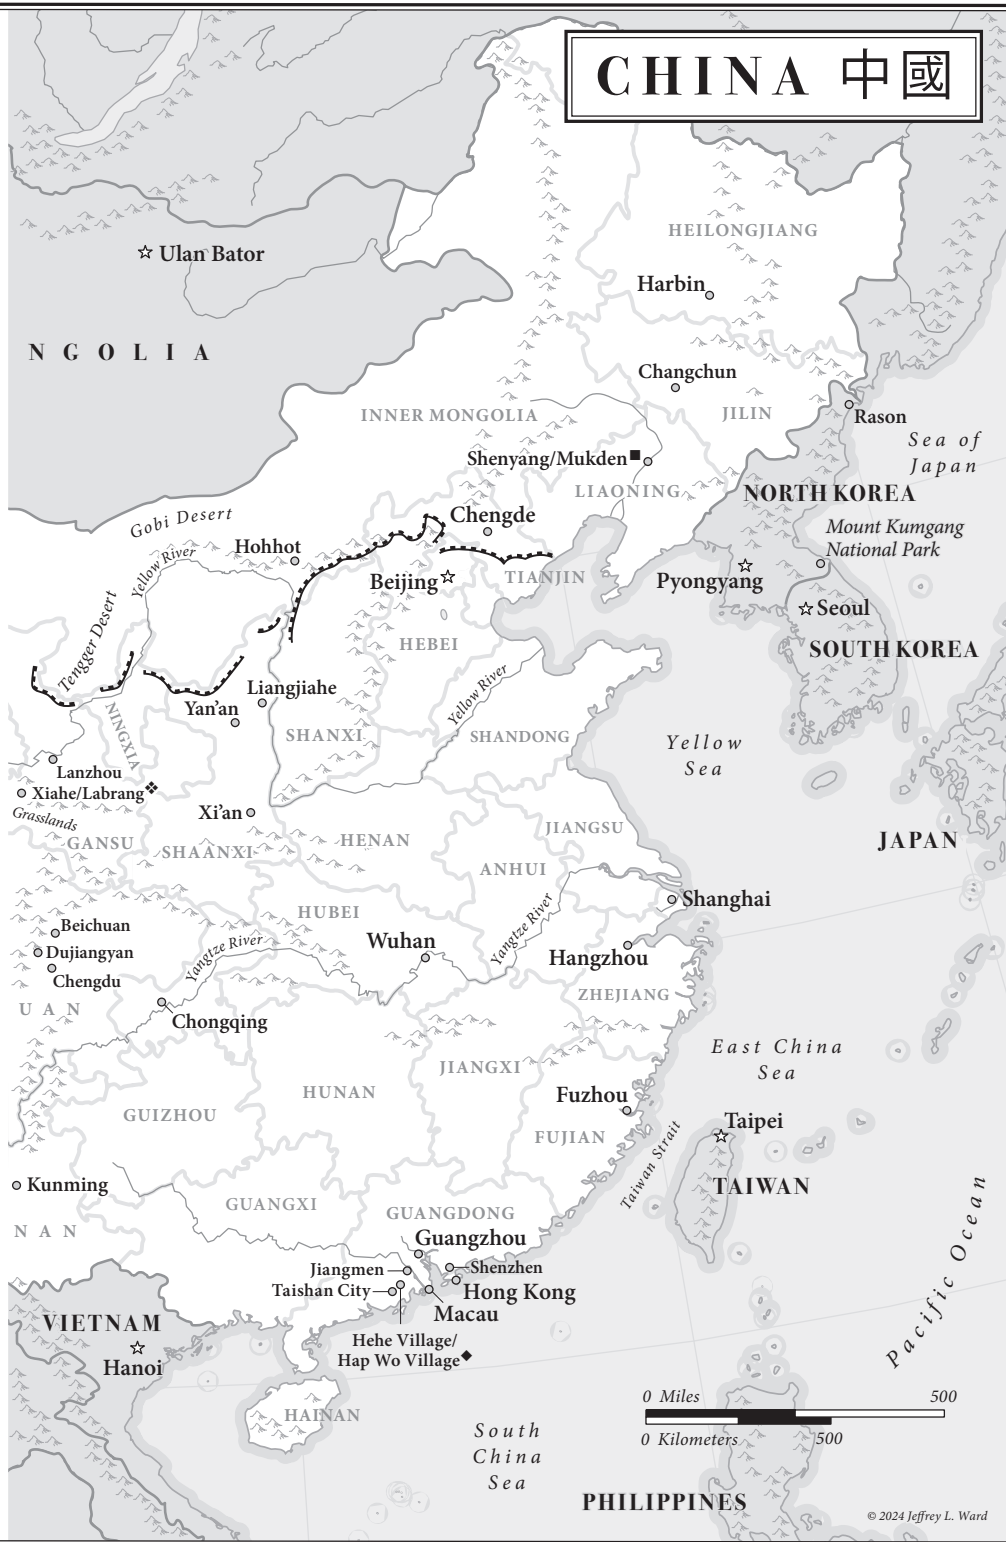 CHINA 中國
HEILONGJIANG
Ulan Bator
Harbin
NGOLIA
Changchun
INNER MONGOLIA
JILIN
Rason
Sea of
Japan
Shenyang/Mukden
LIAONING
NORTH KOREA
Gobi Desert
Chengde
Mount Kumgang
National Park
Hohhot
Yellow River
Beijing
TIANJIN
Pyongyang
Seoul
Tengger Desert
HEBEI
SOUTH KOREA
Liangjiahe
Yellow River
Yan’an
NINGXIA
SHANXI
SHANDONG
Yellow
Sea
Lanzhou
Xiahe/Labrang
Grasslands
Xi’an
GANSU
SHAANXI
HENAN
JIANGSU
JAPAN
ANHUI
Shanghai
HUBEI
Beichuan
Yangtze River
Wuhan
Yangtze River
Dujiangyan
Hangzhou
Chengdu
UAN
ZHEJIANG
Chongqing
East China
Sea
JIANGXI
HUNAN
Fuzhou
GUIZHOU
FUJIAN
Taipei
Taiwan Strait
Kunming
TAIWAN
NAN
GUANGXI
GUANGDONG
Guangzhou
Jiangmen
Shenzhen
Taishan City
Hong Kong
Macau
Pacific Ocean
VIETNAM
Hanoi
Hehe Village/
Hap Wo Village
HAINAN
0 Miles 500
0 Kilometers 500
South
China
Sea
PHILIPPINES
© 2024 Jeffrey L. Ward